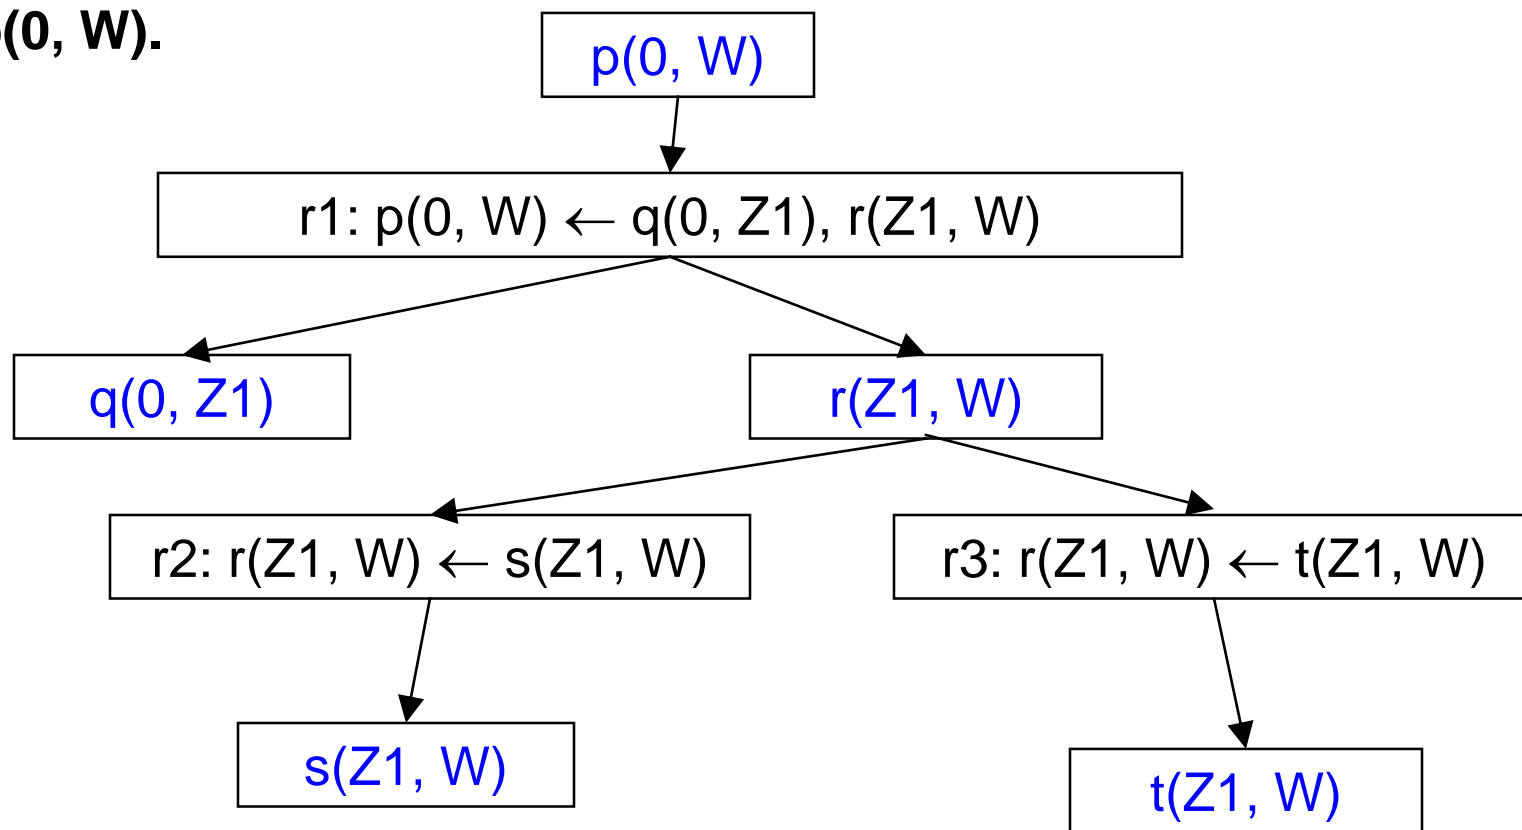 (0, W).
p(0, W)
r1: p(0, W) ← q(0, Z1), r(Z1, W)
q(0, Z1)
r(Z1, W)
r2: r(Z1, W) ← s(Z1, W)
r3: r(Z1, W) ← t(Z1, W)
s(Z1, W)
t(Z1, W)